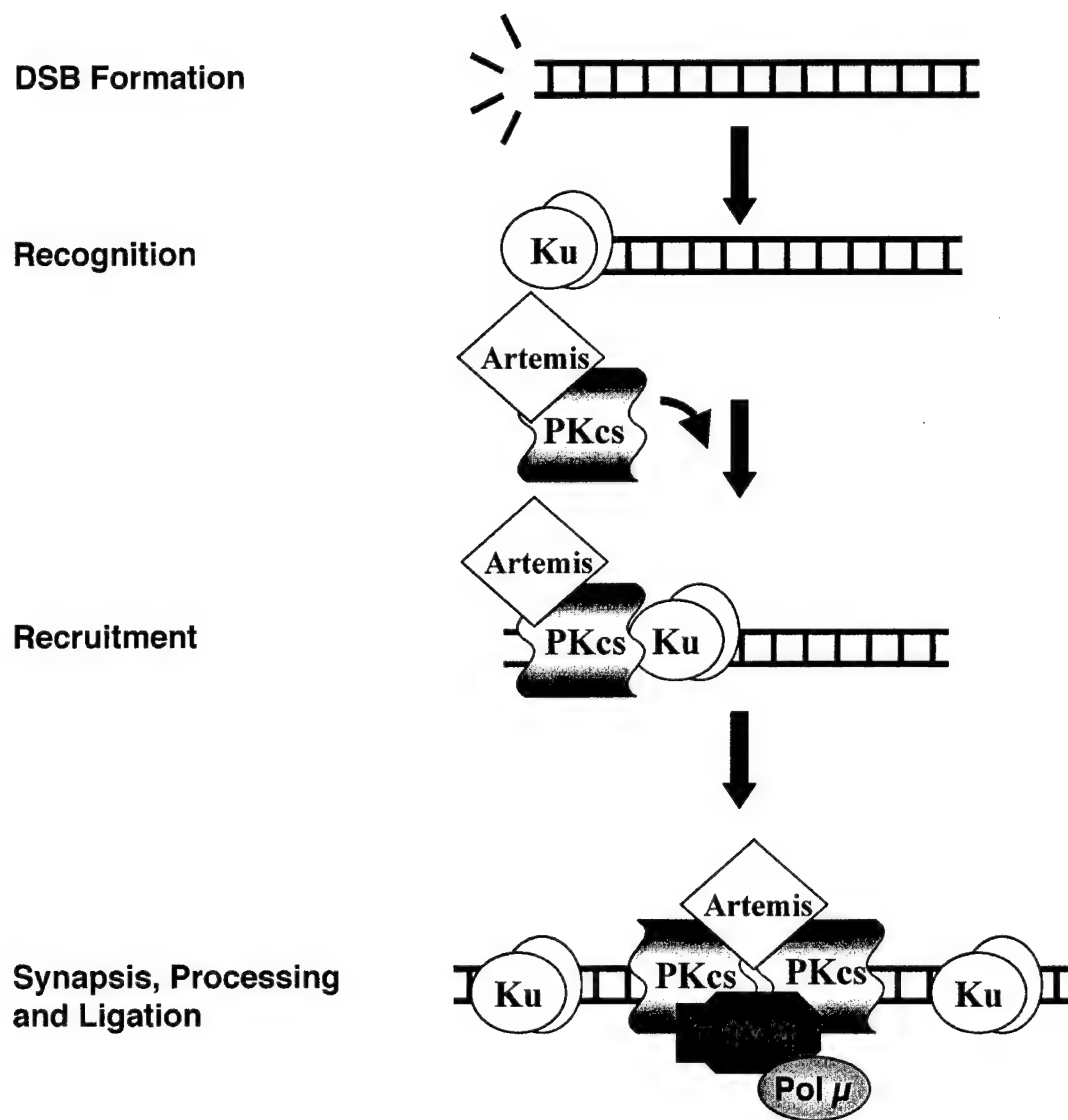 DSB Formation
Recognition
Ku
Artemis
PKcs
Artemis
Recruitment
PKcs
Ku
Artemis
Synapsis, Processing
and Ligation
Ku
PKcs
PKcs
Ku
Pol μ